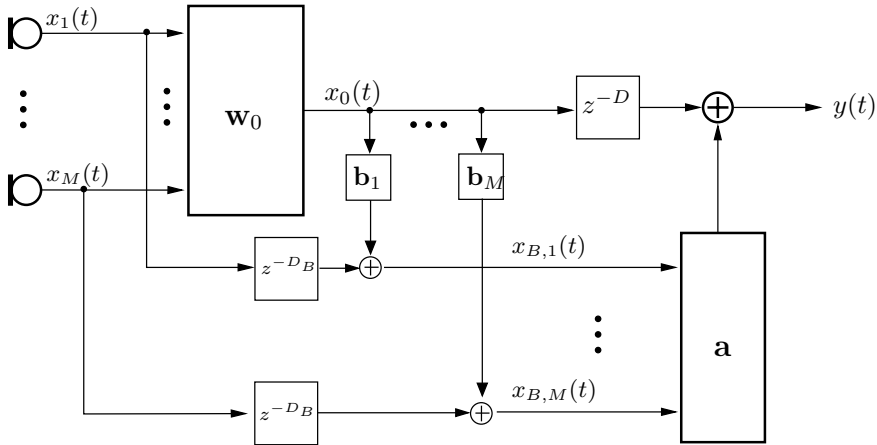 x_1(t)
w_0
x_0(t)
z^{-D}
y(t)
x_M(t)
b_1
b_M
z^{-D_B}
x_{B,1}(t)
a
z^{-D_B}
x_{B,M}(t)